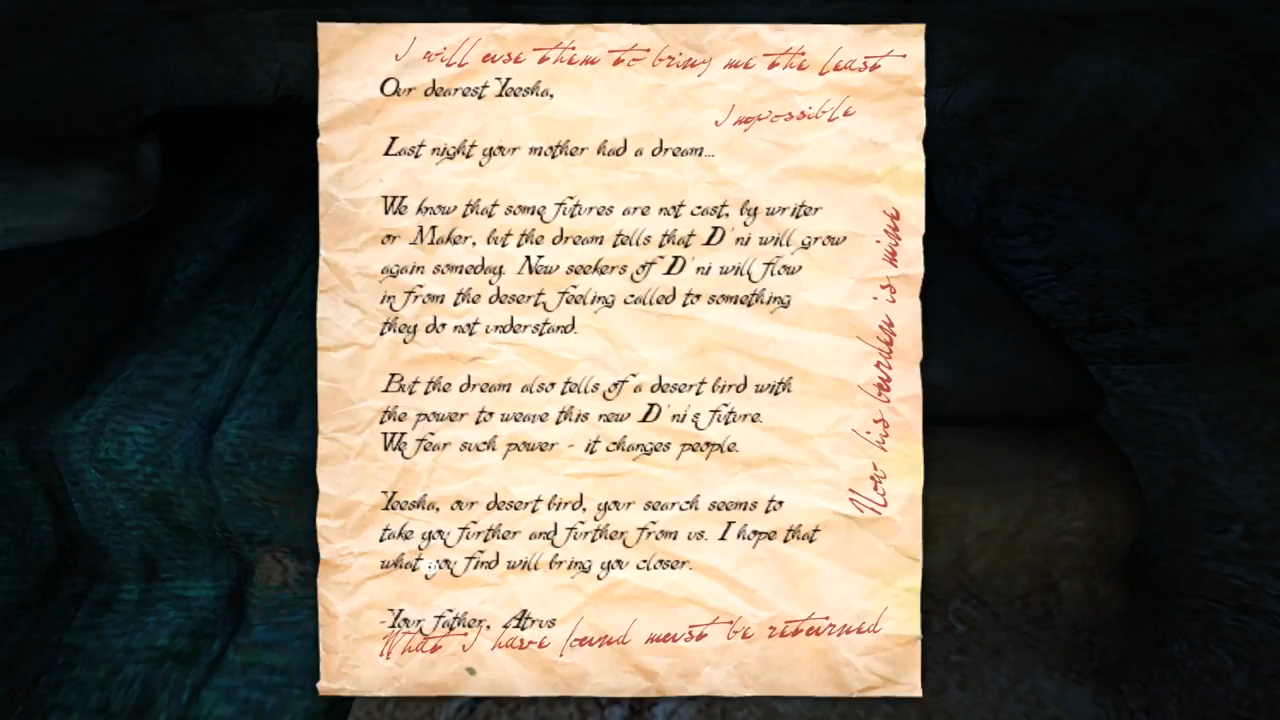 I will use them to bring me the least
Our dearest Yeesha,
Impossible
Last night your mother had a dream...
We know that some futures are not cast, by writer
or Maker, but the dream tells that D'ni will grow
again someday. New seekers of D'ni will flow
in from the desert, feeling called to something
they do not understand.
But the dream also tells of a desert bird with
the power to weave this new D'ni's future.
We fear such power - it changes people.
Yeesha, our desert bird, your search seems to
take you further and further from us. I hope that
what you find will bring you closer.
-Your father, Atrus
What I have found must be returned
Now his burden is mine